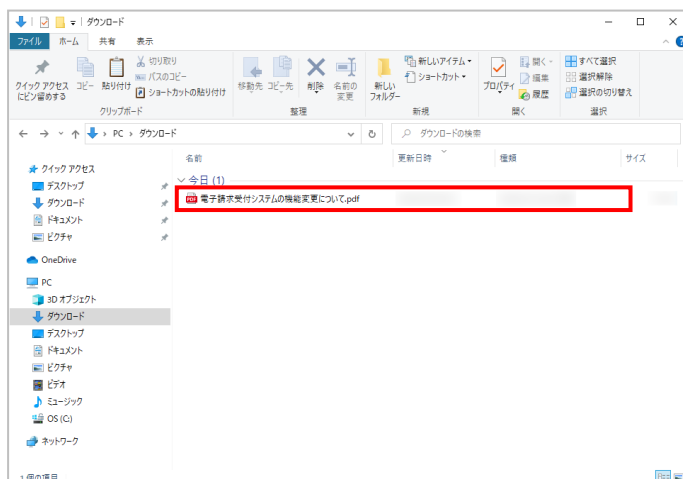 ダウンロード
ファイル ホーム 共有 表示
クイック アクセス にピン留めする
コピー
貼り付け
切り取り
パスのコピー
ショートカットの貼り付け
移動先 コピー先 削除 名前の変更
新しいフォルダー
新しいアイテム
ショートカット
プロパティ
開く
編集
履歴
すべて選択
選択解除
選択の切り替え
クリップボード 整理 新規 開く 選択
PC › ダウンロード
ダウンロードの検索
名前 更新日時 種類 サイズ
今日 (1)
電子請求受付システムの機能変更について.pdf
クイック アクセス
デスクトップ
ダウンロード
ドキュメント
ピクチャ
OneDrive
PC
3D オブジェクト
ダウンロード
デスクトップ
ドキュメント
ピクチャ
ビデオ
ミュージック
OS (C:)
ネットワーク
1 個の項目